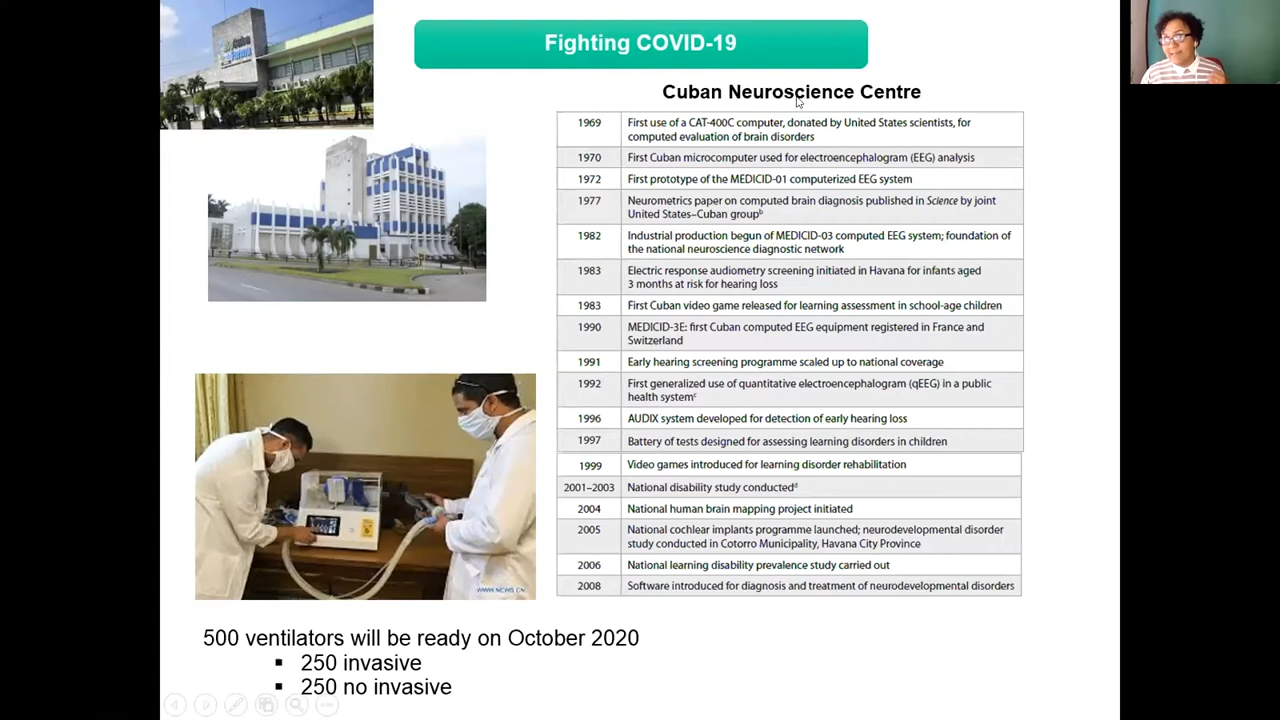 Fighting COVID-19
Cuban Neuroscience Centre
1969 First use of a CAT-400C computer, donated by United States scientists, for
computed evaluation of brain disorders
1970 First Cuban microcomputer used for electroencephalogram (EEG) analysis
1972 First prototype of the MEDICID-01 computerized EEG system
1977 Neurometrics paper on computed brain diagnosis published in Science by joint
United States–Cuban groupᵇ
1982 Industrial production begun of MEDICID-03 computed EEG system; foundation of
the national neuroscience diagnostic network
1983 Electric response audiometry screening initiated in Havana for infants aged
3 months at risk for hearing loss
1983 First Cuban video game released for learning assessment in school-age children
1990 MEDICID-3E: first Cuban computed EEG equipment registered in France and
Switzerland
1991 Early hearing screening programme scaled up to national coverage
1992 First generalized use of quantitative electroencephalogram (qEEG) in a public
health systemᶜ
1996 AUDIX system developed for detection of early hearing loss
1997 Battery of tests designed for assessing learning disorders in children
1999 Video games introduced for learning disorder rehabilitation
2001–2003 National disability study conductedᵈ
2004 National human brain mapping project initiated
2005 National cochlear implants programme launched; neurodevelopmental disorder
study conducted in Cotorro Municipality, Havana City Province
2006 National learning disability prevalence study carried out
2008 Software introduced for diagnosis and treatment of neurodevelopmental disorders
WWW.NEWS.CN
500 ventilators will be ready on October 2020
▪ 250 invasive
▪ 250 no invasive